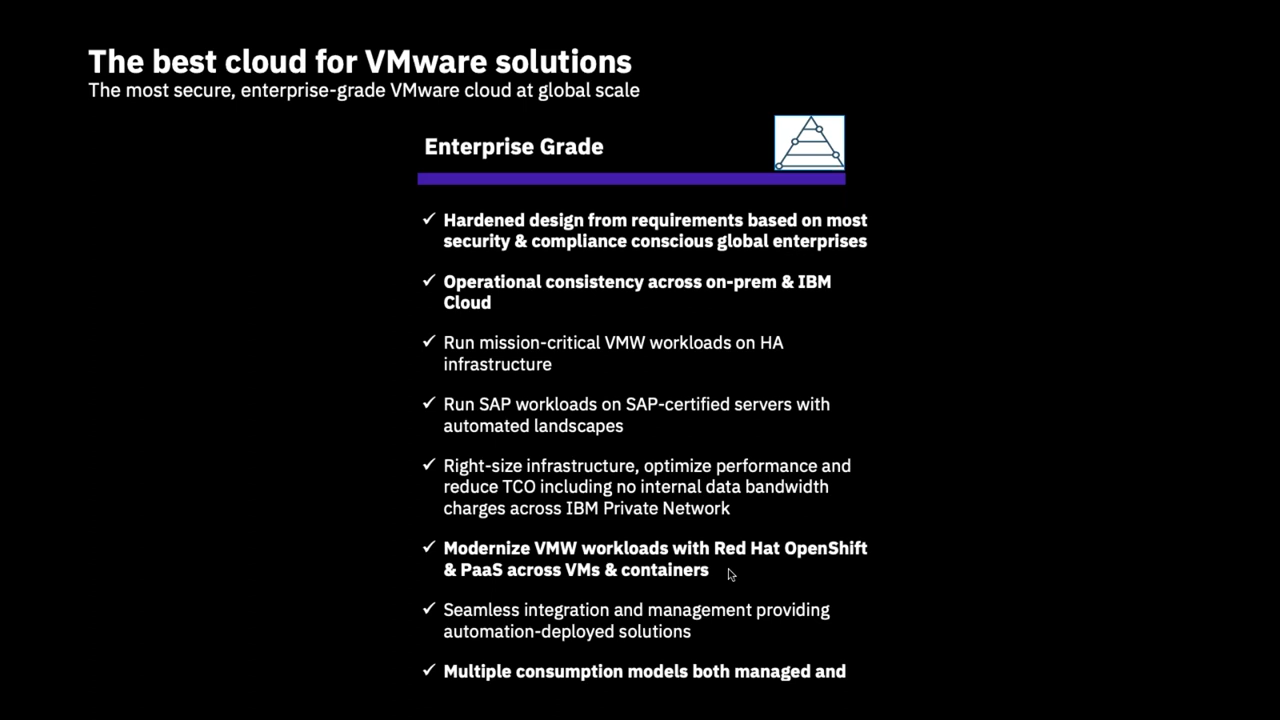 The best cloud for VMware solutions
The most secure, enterprise-grade VMware cloud at global scale
Enterprise Grade
✓ Hardened design from requirements based on most
security & compliance conscious global enterprises
✓ Operational consistency across on-prem & IBM
Cloud
✓ Run mission-critical VMW workloads on HA
infrastructure
✓ Run SAP workloads on SAP-certified servers with
automated landscapes
✓ Right-size infrastructure, optimize performance and
reduce TCO including no internal data bandwidth
charges across IBM Private Network
✓ Modernize VMW workloads with Red Hat OpenShift
& PaaS across VMs & containers
✓ Seamless integration and management providing
automation-deployed solutions
✓ Multiple consumption models both managed and